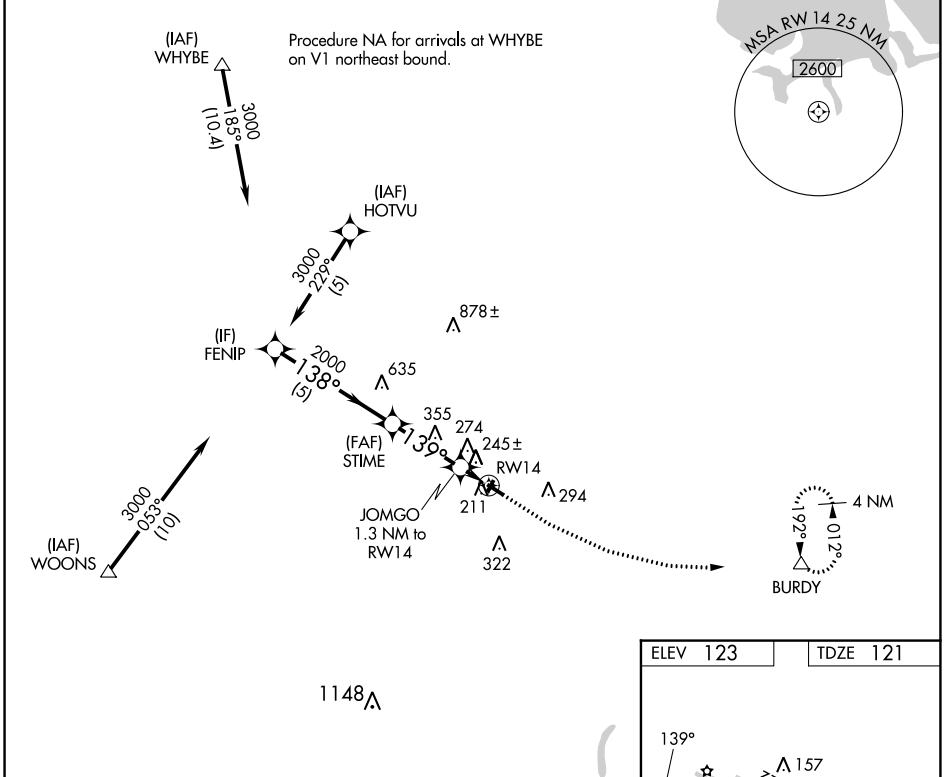 (IAF)
WHYBE
Procedure NA for arrivals at WHYBE
on V1 northeast bound.
MSA RW 14 25 NM
2600
3000
185°
(10.4)
(IAF)
HOTVU
3000
229°
(5)
878±
(IF)
FENIP
2000
138°
(5)
635
(FAF)
STIME
139°
355
274
245±
RW14
211
294
JOMGO
1.3 NM to
RW14
322
3000
053°
(10)
(IAF)
WOONS
4 NM
192°
012°
BURDY
1148
ELEV 123
TDZE 121
139°
157